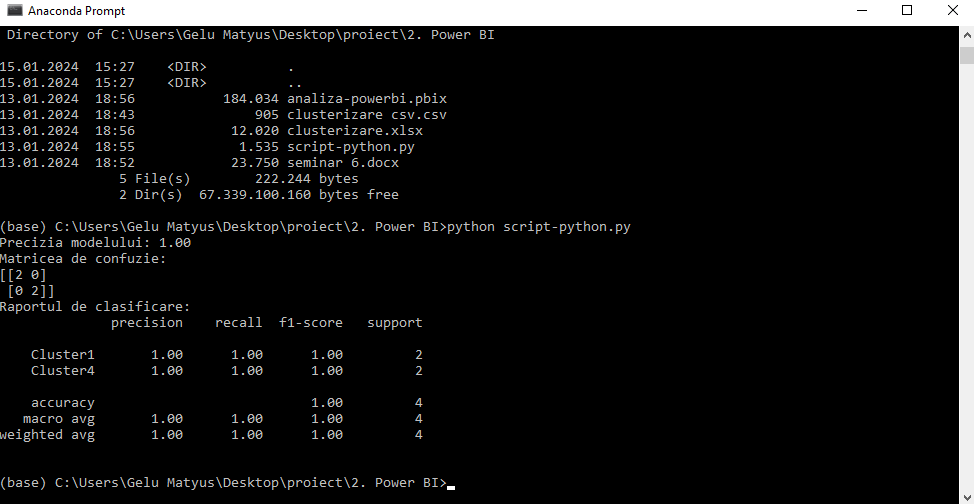 Anaconda Prompt
Directory of C:\Users\Gelu Matyus\Desktop\proiect\2. Power BI
15.01.2024  15:27    <DIR>          .
15.01.2024  15:27    <DIR>          ..
13.01.2024  18:56           184.034 analiza-powerbi.pbix
13.01.2024  18:43               905 clusterizare csv.csv
13.01.2024  18:56            12.020 clusterizare.xlsx
13.01.2024  18:55             1.535 script-python.py
13.01.2024  18:52            23.750 seminar 6.docx
               5 File(s)        222.244 bytes
               2 Dir(s)  67.339.100.160 bytes free
(base) C:\Users\Gelu Matyus\Desktop\proiect\2. Power BI>python script-python.py
Precizia modelului: 1.00
Matricea de confuzie:
[[2 0]
 [0 2]]
Raportul de clasificare:
              precision    recall  f1-score   support
    Cluster1       1.00      1.00      1.00         2
    Cluster4       1.00      1.00      1.00         2
    accuracy                           1.00         4
   macro avg       1.00      1.00      1.00         4
weighted avg       1.00      1.00      1.00         4
(base) C:\Users\Gelu Matyus\Desktop\proiect\2. Power BI>